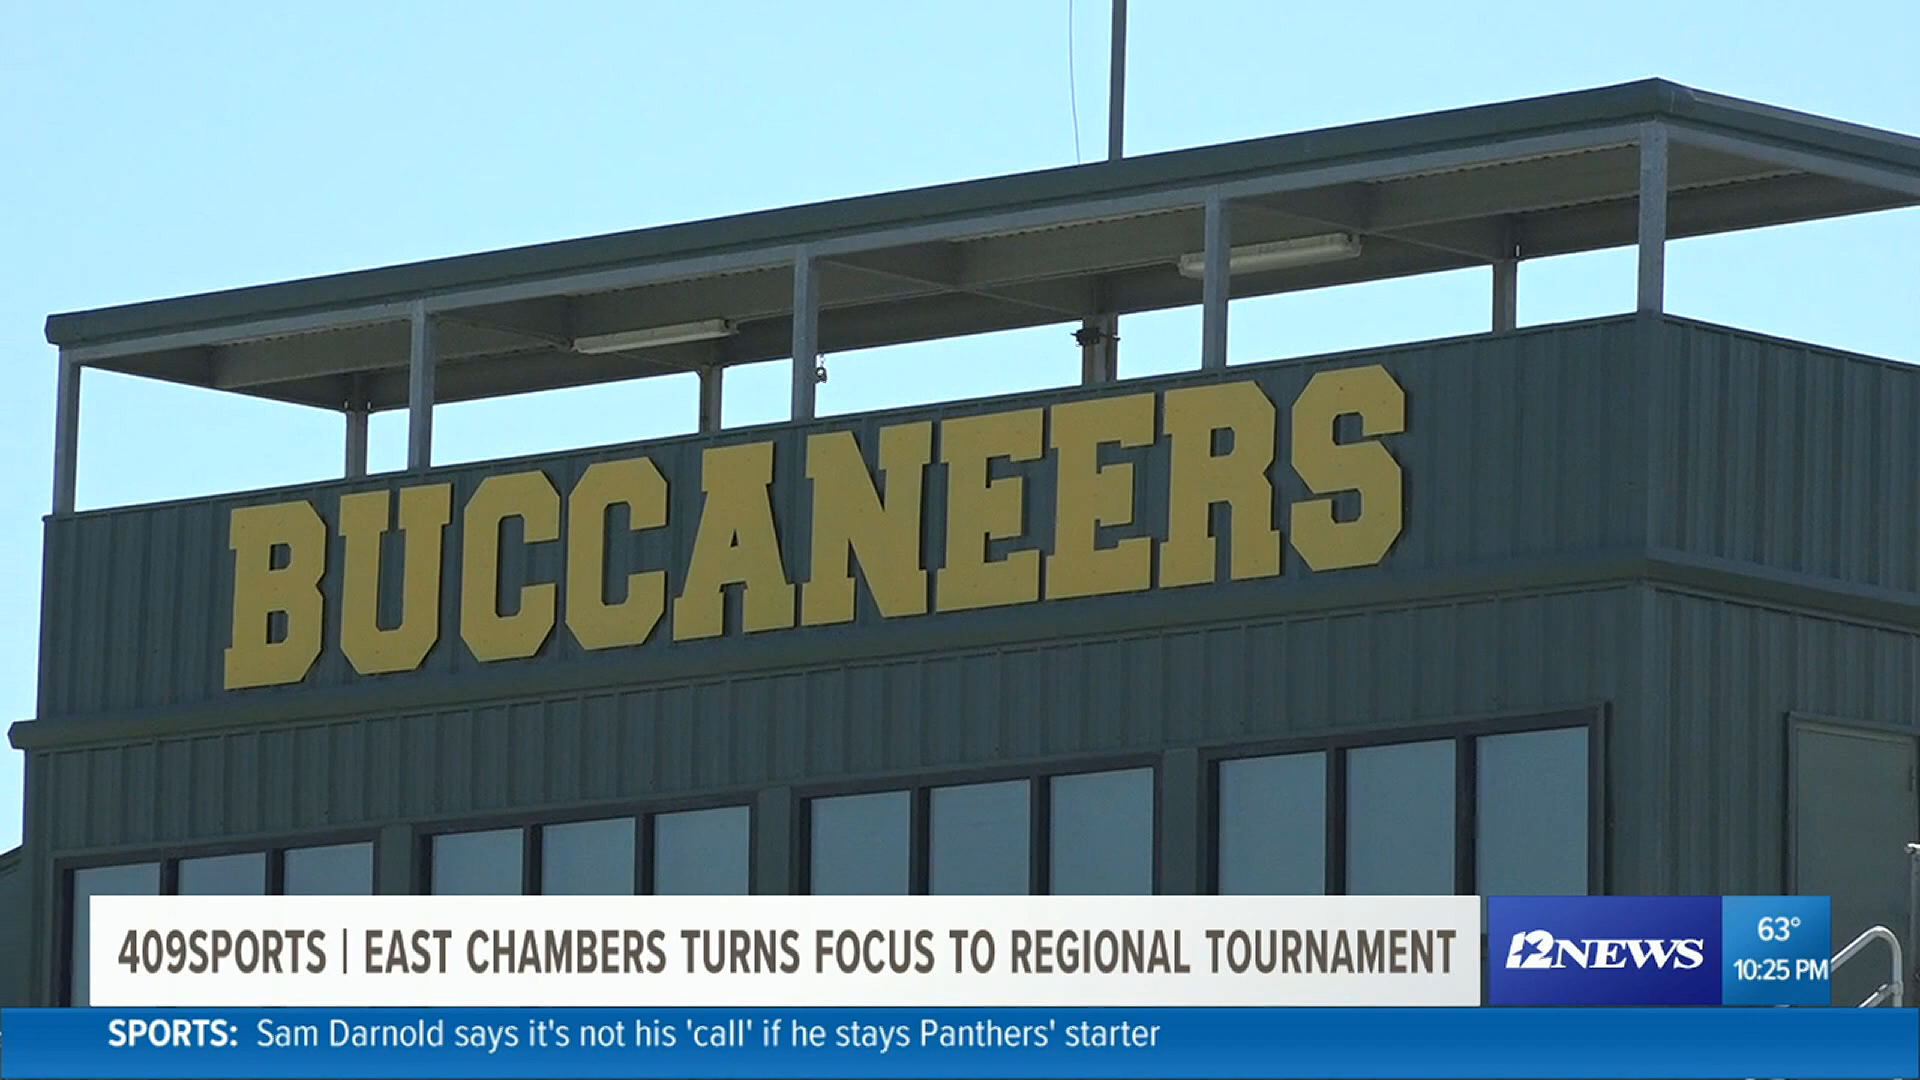 BUCCANEERS
409SPORTS | EAST CHAMBERS TURNS FOCUS TO REGIONAL TOURNAMENT
12NEWS
63°
10:25 PM
SPORTS: Sam Darnold says it's not his 'call' if he stays Panthers' starter